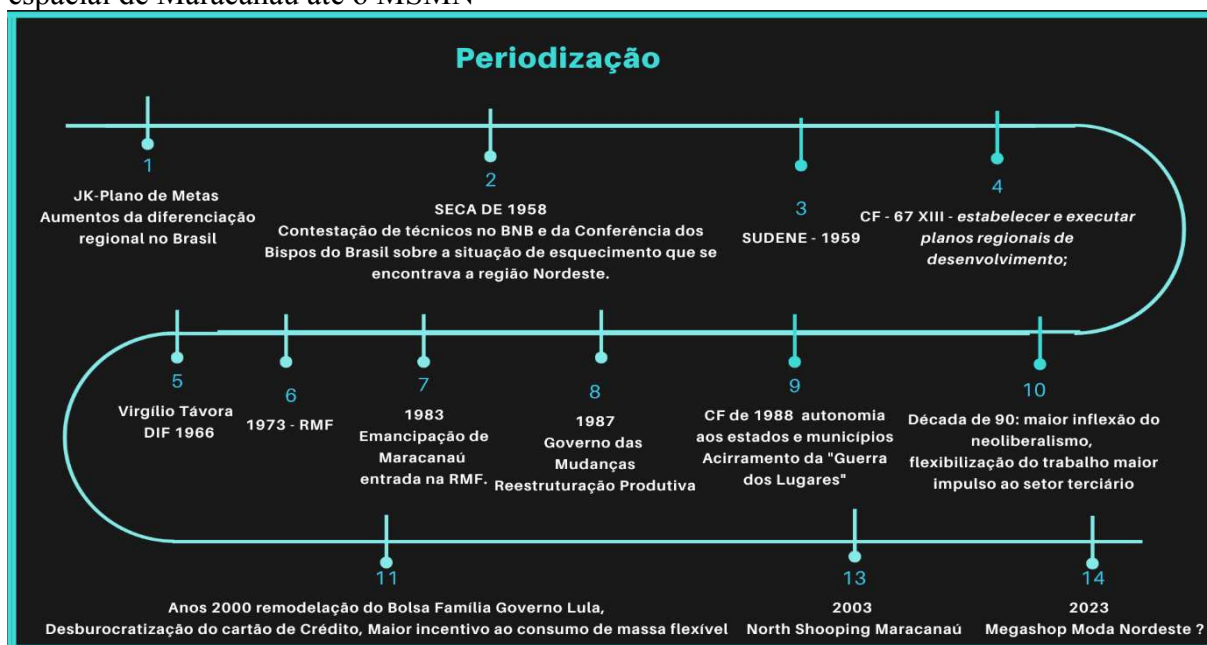 espacial de Maracanaú até o MSMN
Periodização
1
JK-Plano de Metas
Aumentos da diferenciação
regional no Brasil
2
SECA DE 1958
Contestação de técnicos no BNB e da Conferência dos
Bispos do Brasil sobre a situação de esquecimento que se
encontrava a região Nordeste.
3
SUDENE - 1959
4
CF - 67 XIII - estabelecer e executar
planos regionais de
desenvolvimento;
5
Virgílio Távora
DIF 1966
6
1973 - RMF
7
1983
Emancipação de
Maracanaú
entrada na RMF.
8
1987
Governo das
Mudanças
Reestruturação Produtiva
9
CF de 1988 autonomia
aos estados e municípios
Acirramento da "Guerra
dos Lugares"
10
Década de 90: maior inflexão do
neoliberalismo,
flexibilização do trabalho maior
impulso ao setor terciário
11
Anos 2000 remodelação do Bolsa Família Governo Lula,
Desburocratização do cartão de Crédito, Maior incentivo ao consumo de massa flexível
13
2003
North Shooping Maracanaú
14
2023
Megashop Moda Nordeste ?